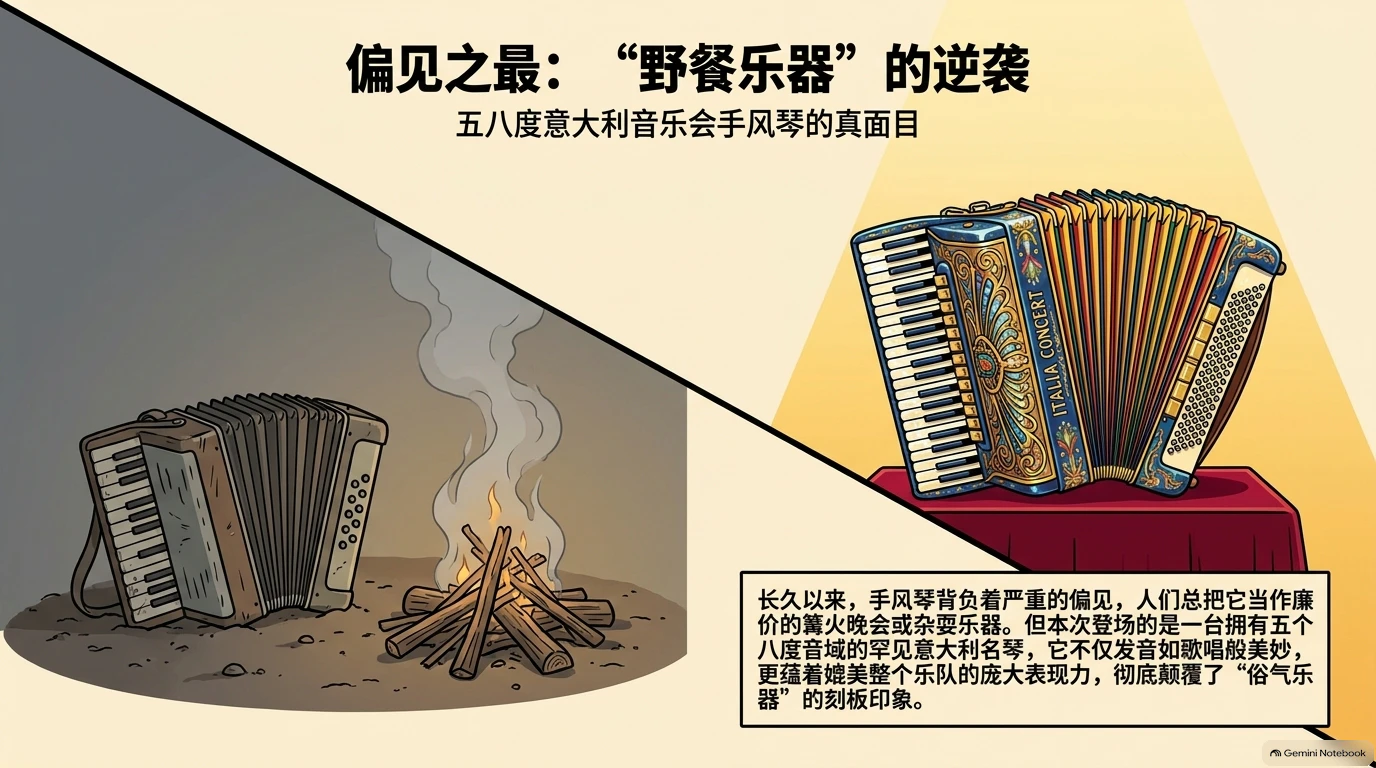 偏见之最：“野餐乐器”的逆袭
五八度意大利音乐会手风琴的真面目
ITALIA CONCERT
长久以来，手风琴背负着严重的偏见，人们总把它当作廉
价的篝火晚会或杂耍乐器。但本次登场的是一台拥有五个
八度音域的罕见意大利名琴，它不仅发音如歌唱般美妙，
更蕴着媲美整个乐队的庞大表现力，彻底颠覆了“俗气乐
器”的刻板印象。
Gemini Notebook